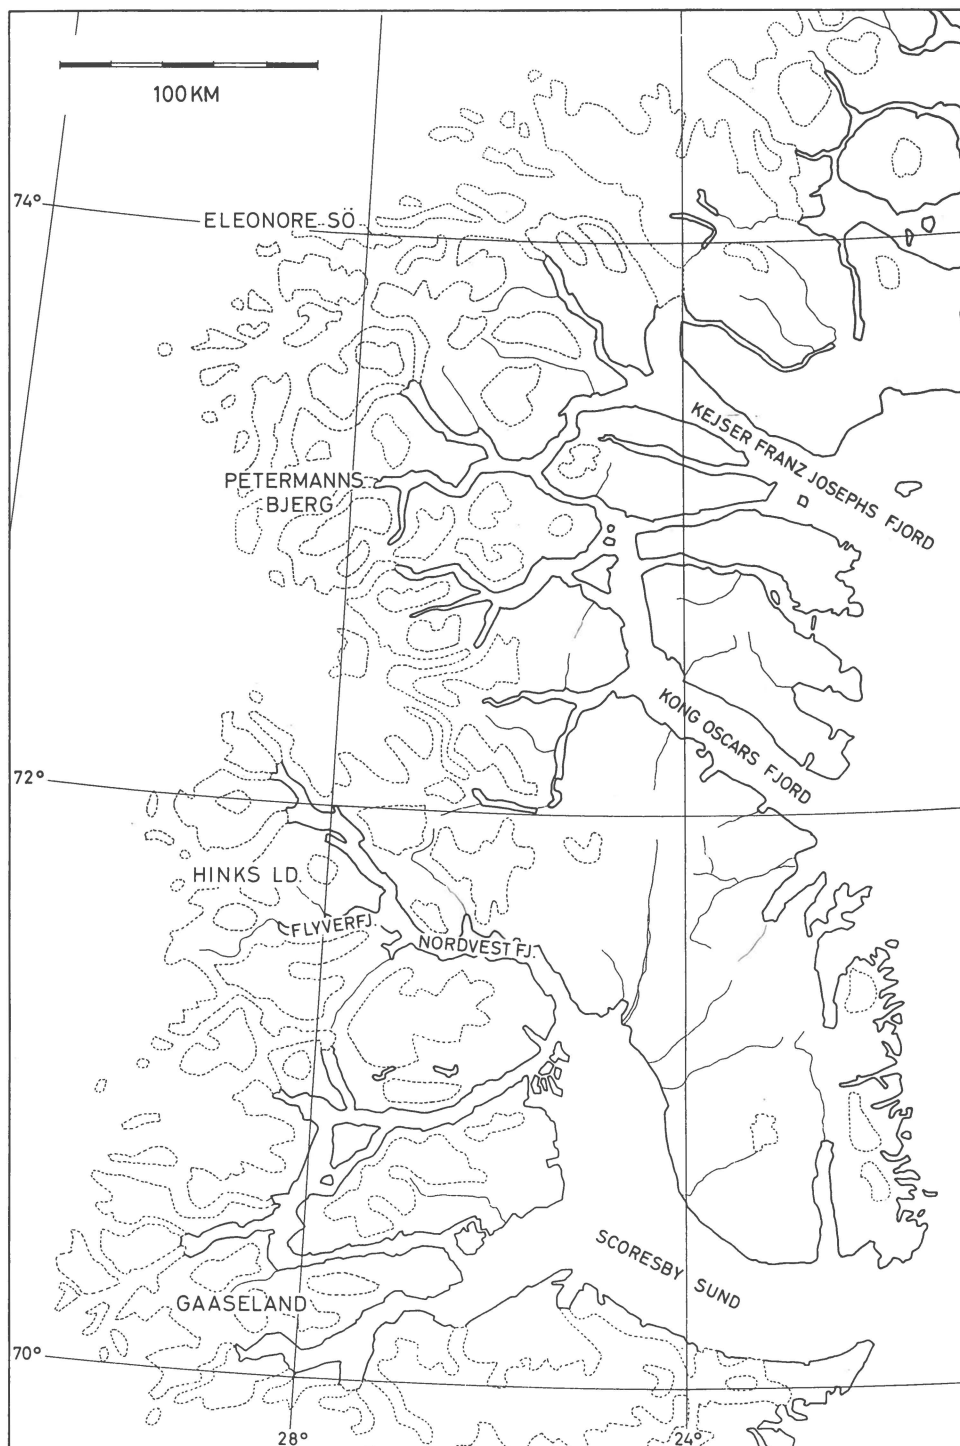 100 KM
74°
ELEONORE SÖ
KEJSER FRANZ JOSEPHS FJORD
PETERMANNS
BJERG
KONG OSCARS FJORD
72°
HINKS LD.
FLYVERFJ.
NORDVEST FJ.
SCORESBY SUND
GAASELAND
70°
28°
24°